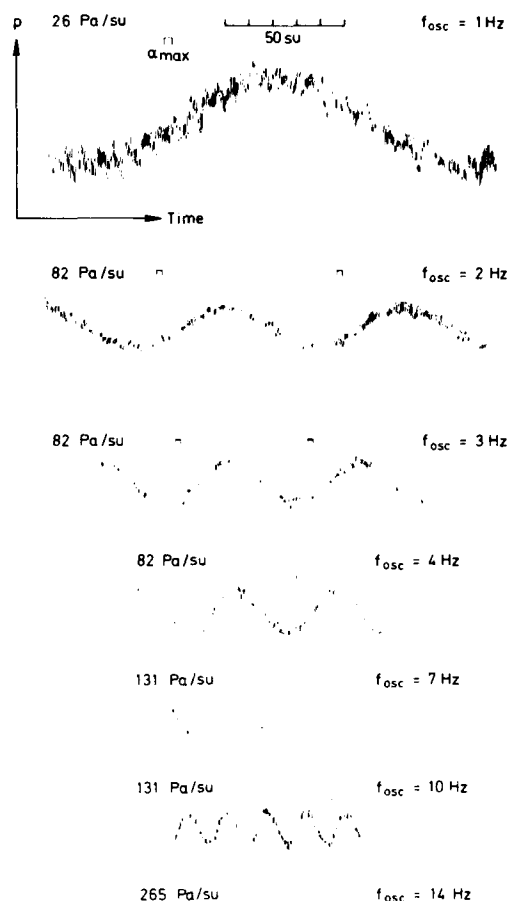 p 26 Pa/su 50 su f_osc = 1 Hz
α_max
Time
82 Pa/su f_osc = 2 Hz
82 Pa/su f_osc = 3 Hz
82 Pa/su f_osc = 4 Hz
131 Pa/su f_osc = 7 Hz
131 Pa/su f_osc = 10 Hz
265 Pa/su f_osc = 14 Hz